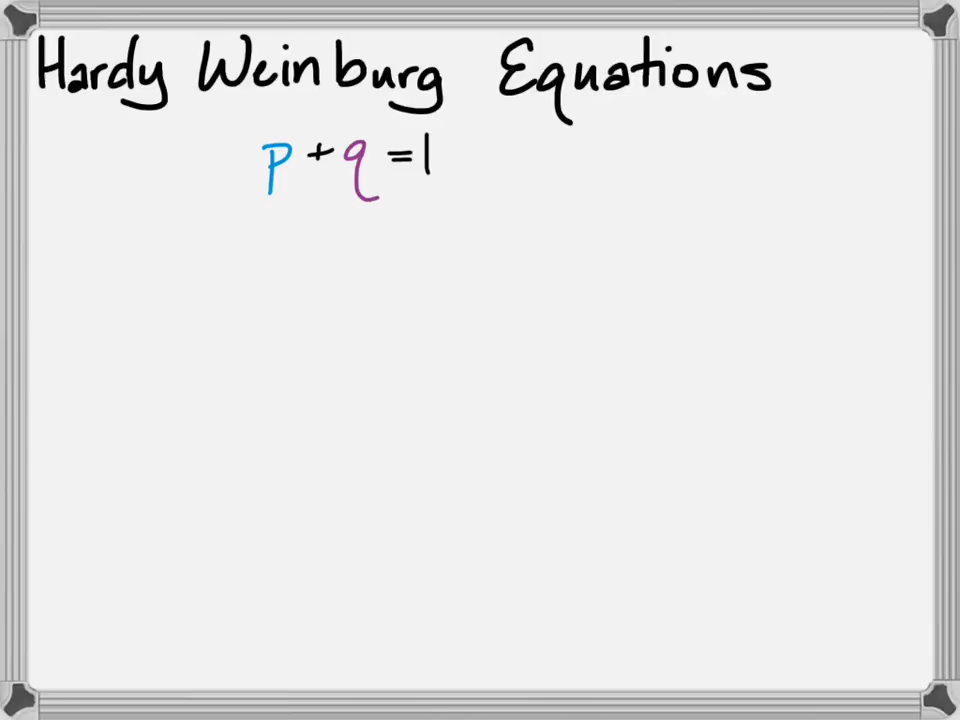 Hardy Weinburg Equations
p + q = 1